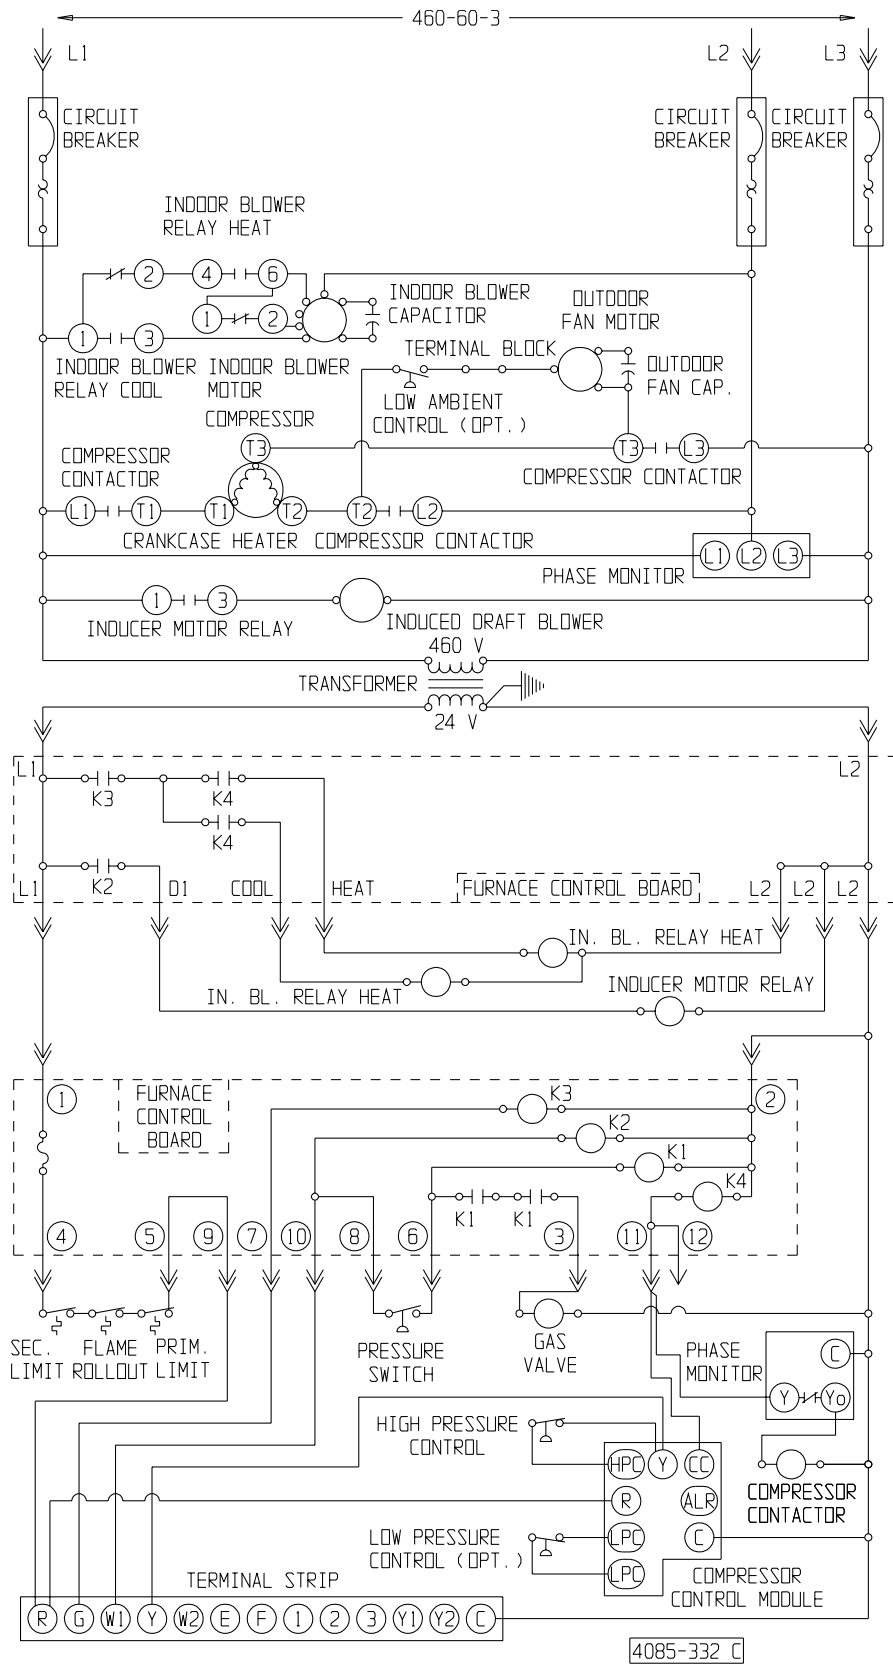 460-60-3
L1
L2
L3
CIRCUIT
BREAKER
CIRCUIT
BREAKER
CIRCUIT
BREAKER
INDOOR BLOWER
RELAY HEAT
2
4
6
1
2
1
3
INDOOR BLOWER
CAPACITOR
OUTDOOR
FAN MOTOR
INDOOR BLOWER
RELAY COOL
INDOOR BLOWER
MOTOR
TERMINAL BLOCK
OUTDOOR
FAN CAP.
LOW AMBIENT
CONTROL (OPT.)
COMPRESSOR
T3
T3
L3
COMPRESSOR
CONTACTOR
COMPRESSOR CONTACTOR
L1
T1
T1
T2
T2
L2
CRANKCASE HEATER
COMPRESSOR CONTACTOR
L1
L2
L3
PHASE MONITOR
1
3
INDUCER MOTOR RELAY
INDUCED DRAFT BLOWER
460 V
TRANSFORMER
24 V
L1
L2
K3
K4
K4
K2
L1
D1
COOL
HEAT
FURNACE CONTROL BOARD
L2
L2
L2
IN. BL. RELAY HEAT
IN. BL. RELAY HEAT
INDUCER MOTOR RELAY
1
FURNACE
CONTROL
BOARD
K3
2
K2
K1
K4
K1
K1
4
5
9
7
10
8
6
3
11
12
SEC.
LIMIT
FLAME
ROLLOUT
PRIM.
LIMIT
PRESSURE
SWITCH
GAS
VALVE
PHASE
MONITOR
C
Y
Yo
HIGH PRESSURE
CONTROL
HPC
Y
CC
COMPRESSOR
CONTACTOR
R
ALR
LOW PRESSURE
CONTROL (OPT.)
LPC
C
LPC
COMPRESSOR
CONTROL MODULE
TERMINAL STRIP
R
G
W1
Y
W2
E
F
1
2
3
Y1
Y2
C
4085-332 C